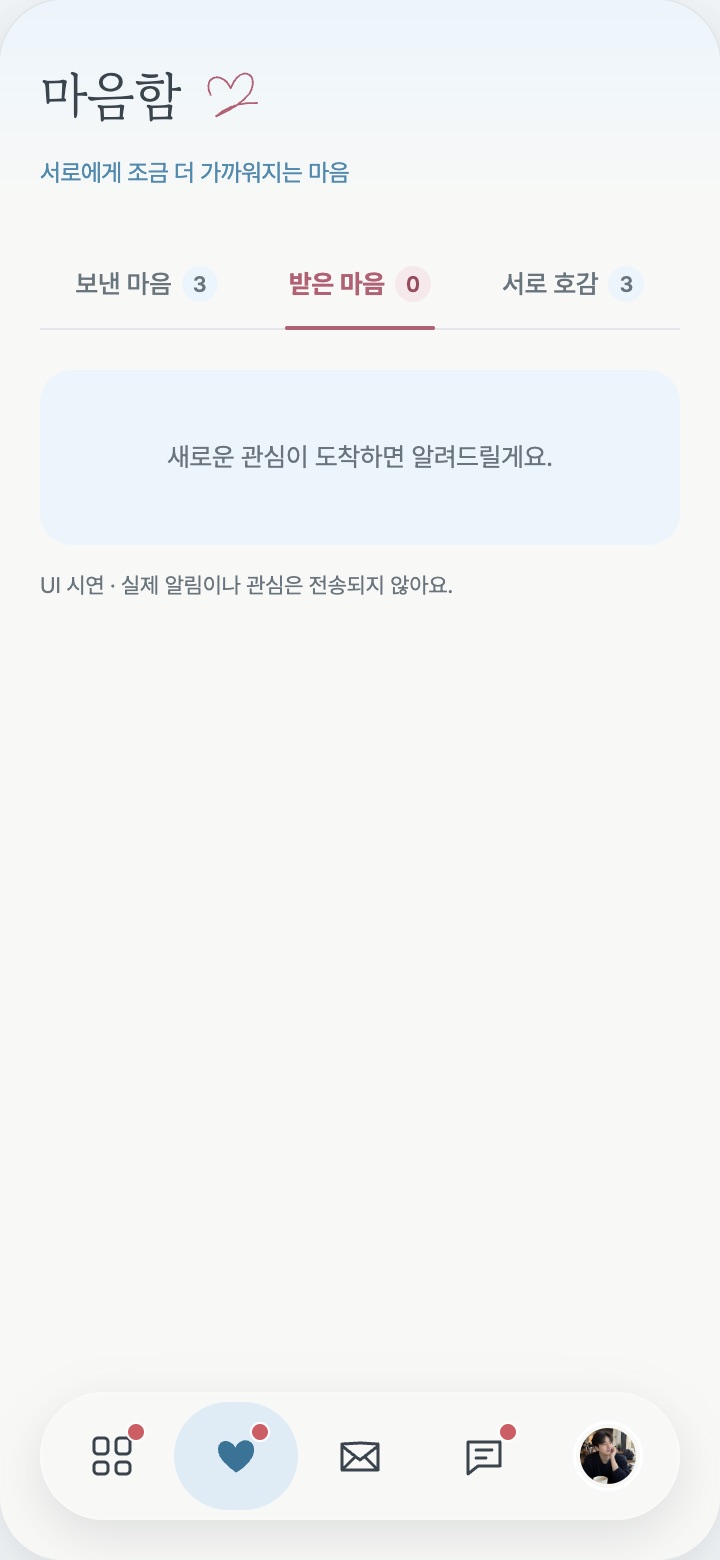 마음함
서로에게 조금 더 가까워지는 마음
보낸 마음 3 받은 마음 0 서로 호감 3
새로운 관심이 도착하면 알려드릴게요.
UI 시연 · 실제 알림이나 관심은 전송되지 않아요.